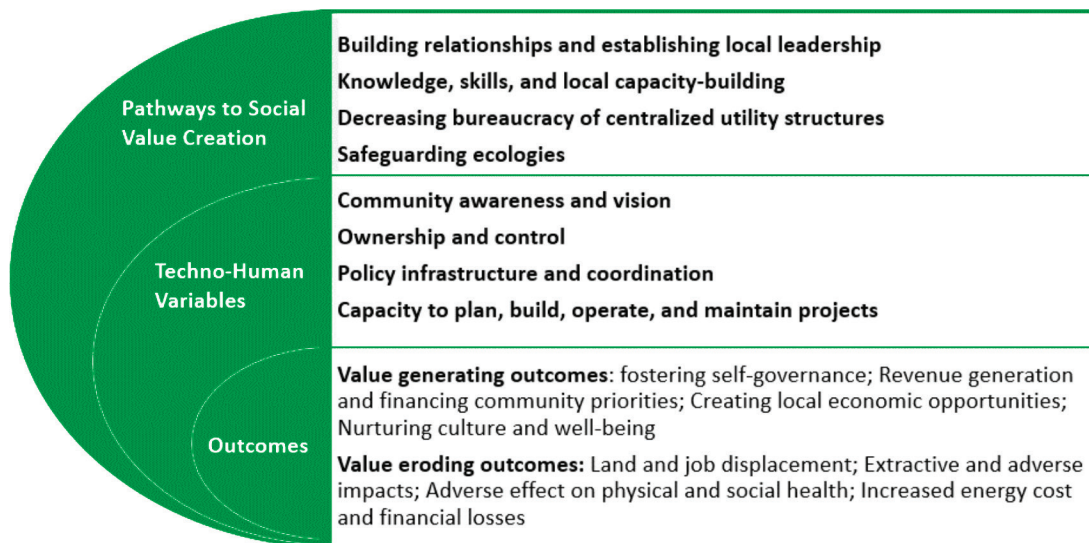 Pathways to Social
Value Creation
Building relationships and establishing local leadership
Knowledge, skills, and local capacity-building
Decreasing bureaucracy of centralized utility structures
Safeguarding ecologies
Techno-Human
Variables
Community awareness and vision
Ownership and control
Policy infrastructure and coordination
Capacity to plan, build, operate, and maintain projects
Outcomes
Value generating outcomes: fostering self-governance; Revenue generation
and financing community priorities; Creating local economic opportunities;
Nurturing culture and well-being
Value eroding outcomes: Land and job displacement; Extractive and adverse
impacts; Adverse effect on physical and social health; Increased energy cost
and financial losses